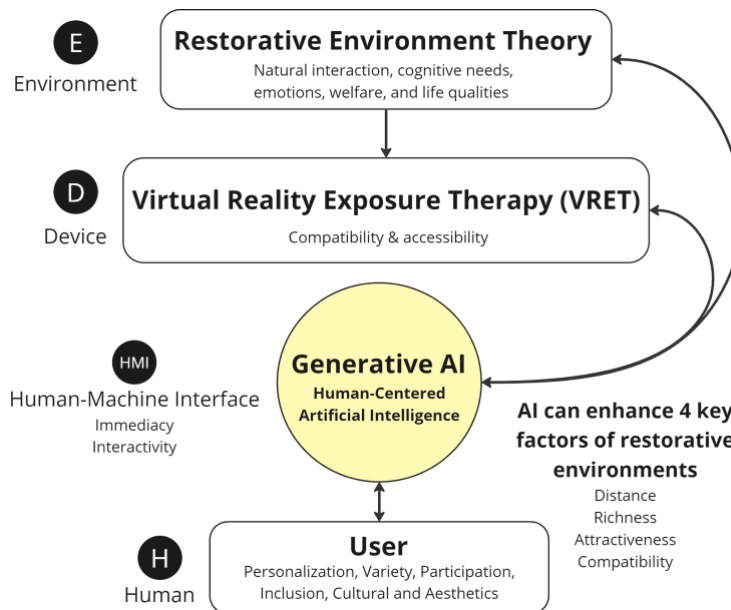 E
Environment
Restorative Environment Theory
Natural interaction, cognitive needs,
emotions, welfare, and life qualities
D
Device
Virtual Reality Exposure Therapy (VRET)
Compatibility & accessibility
HMI
Human-Machine Interface
Immediacy
Interactivity
Generative AI
Human-Centered
Artificial Intelligence
AI can enhance 4 key
factors of restorative
environments
Distance
Richness
Attractiveness
Compatibility
H
Human
User
Personalization, Variety, Participation,
Inclusion, Cultural and Aesthetics